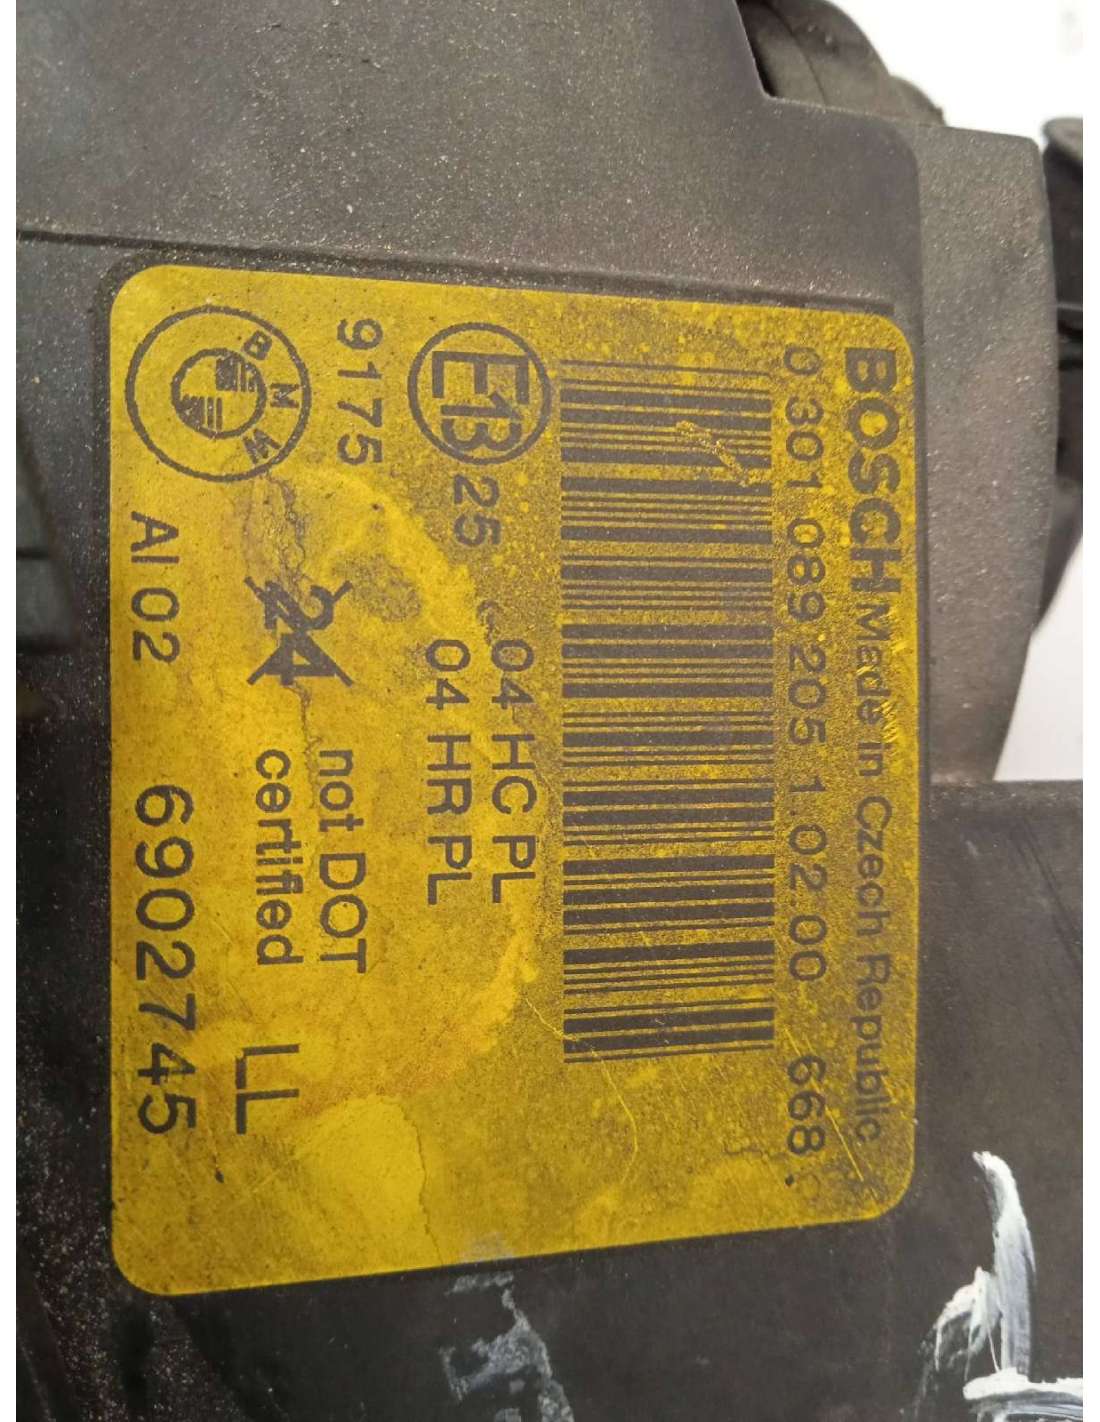 BOSCH Made in Czech Republic
0 301 089 205 1.02.00 668
E13 25 04 HC PL
04 HR PL
9175
24 not DOT
certified
LL
BMW AI 02 6902745